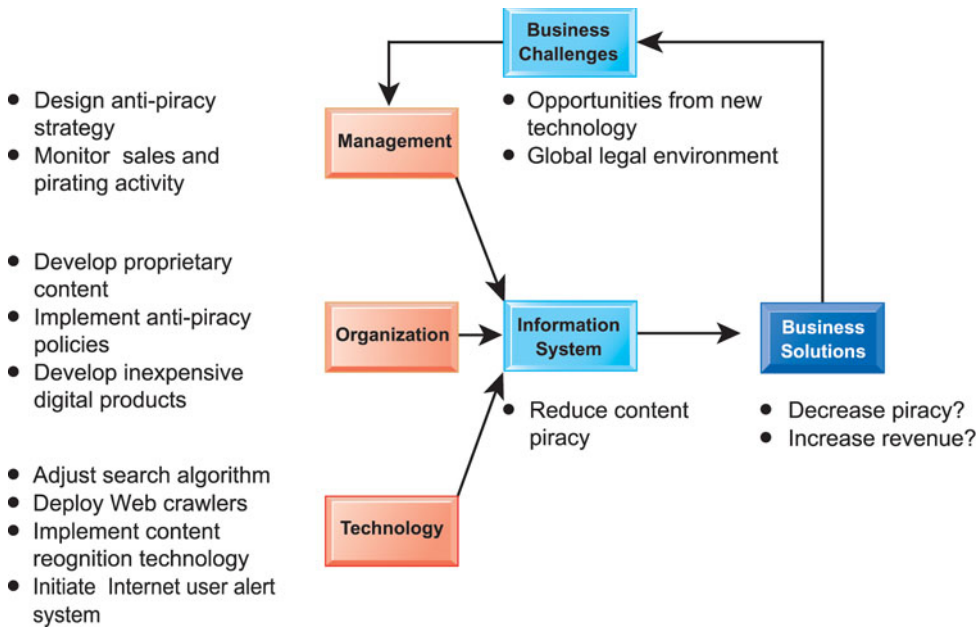 Business
Challenges
• Opportunities from new
technology
• Global legal environment
• Design anti-piracy
strategy
• Monitor sales and
pirating activity
Management
• Develop proprietary
content
• Implement anti-piracy
policies
• Develop inexpensive
digital products
Organization
Information
System
• Reduce content
piracy
Business
Solutions
• Decrease piracy?
• Increase revenue?
• Adjust search algorithm
• Deploy Web crawlers
• Implement content
reognition technology
• Initiate Internet user alert
system
Technology